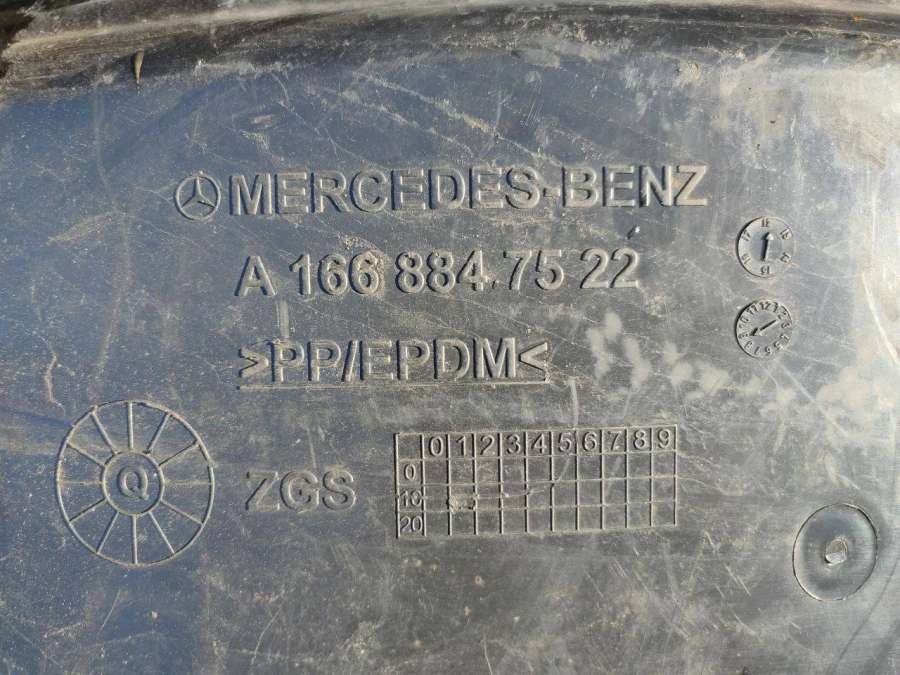 MERCEDES-BENZ
A 166 884 75 22
>PP/EPDM<
Q
ZGS
0 1 2 3 4 5 6 7 8 9
0
10
20